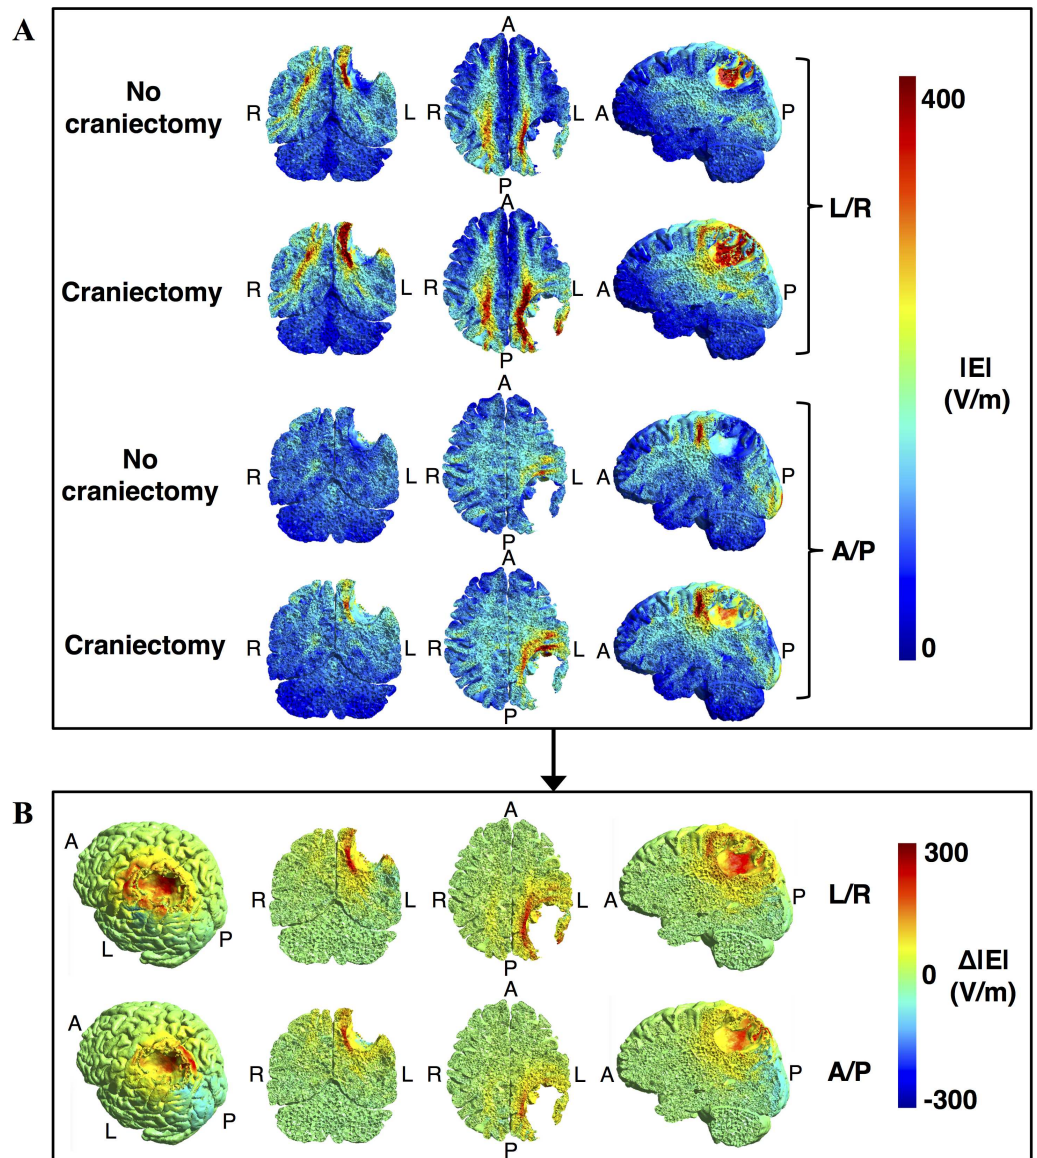 A
A
No
craniectomy
R
L
R
L
A
P
400
P
L/R
A
Craniectomy
R
L
R
L
A
P
P
|E|
(V/m)
A
No
craniectomy
R
L
R
L
A
P
P
A/P
A
Craniectomy
R
L
R
L
A
P
0
P
B
A
A
300
R
L
R
L
A
P
L/R
L
P
P
0
Δ|E|
(V/m)
A
A
R
L
R
L
A
P
A/P
-300
L
P
P